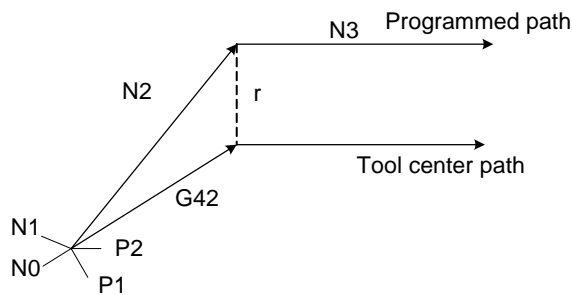 Programmed path
N3
N2
r
Tool center path
G42
N1
P2
N0
P1